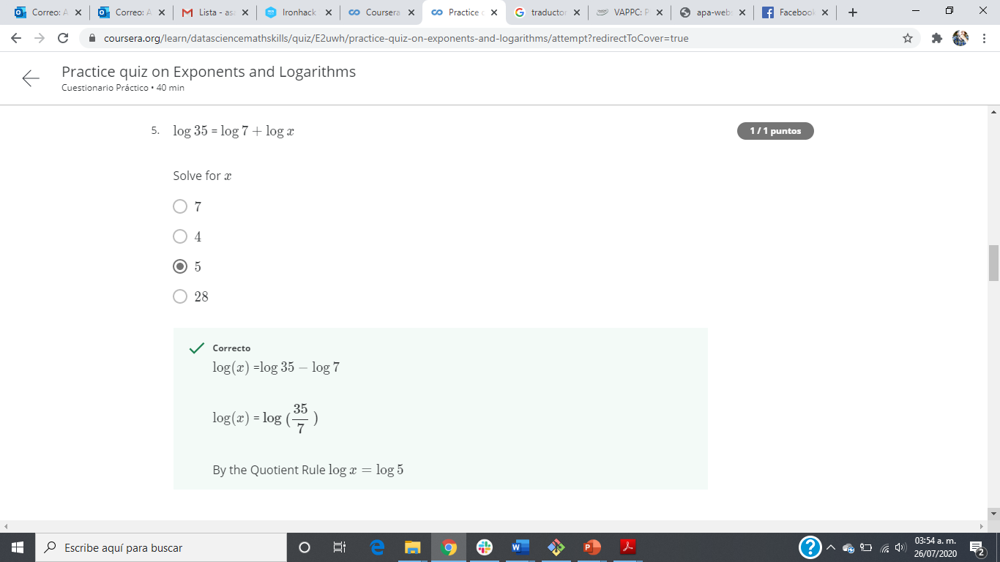 Correo: A
Correo: A
Lista - asa
Ironhack
Coursera
Practice
traductor
VAPPC: P
apa-web
Facebook
coursera.org/learn/datasciencemathskills/quiz/E2uwh/practice-quiz-on-exponents-and-logarithms/attempt?redirectToCover=true
Practice quiz on Exponents and Logarithms
Cuestionario Práctico • 40 min
5. log 35 = log 7 + log x
1 / 1 puntos
Solve for x
7
4
5
28
Correcto
log(x) =log 35 − log 7
log(x) = log (35/7)
By the Quotient Rule log x = log 5
Escribe aquí para buscar
03:54 a. m.
26/07/2020
2